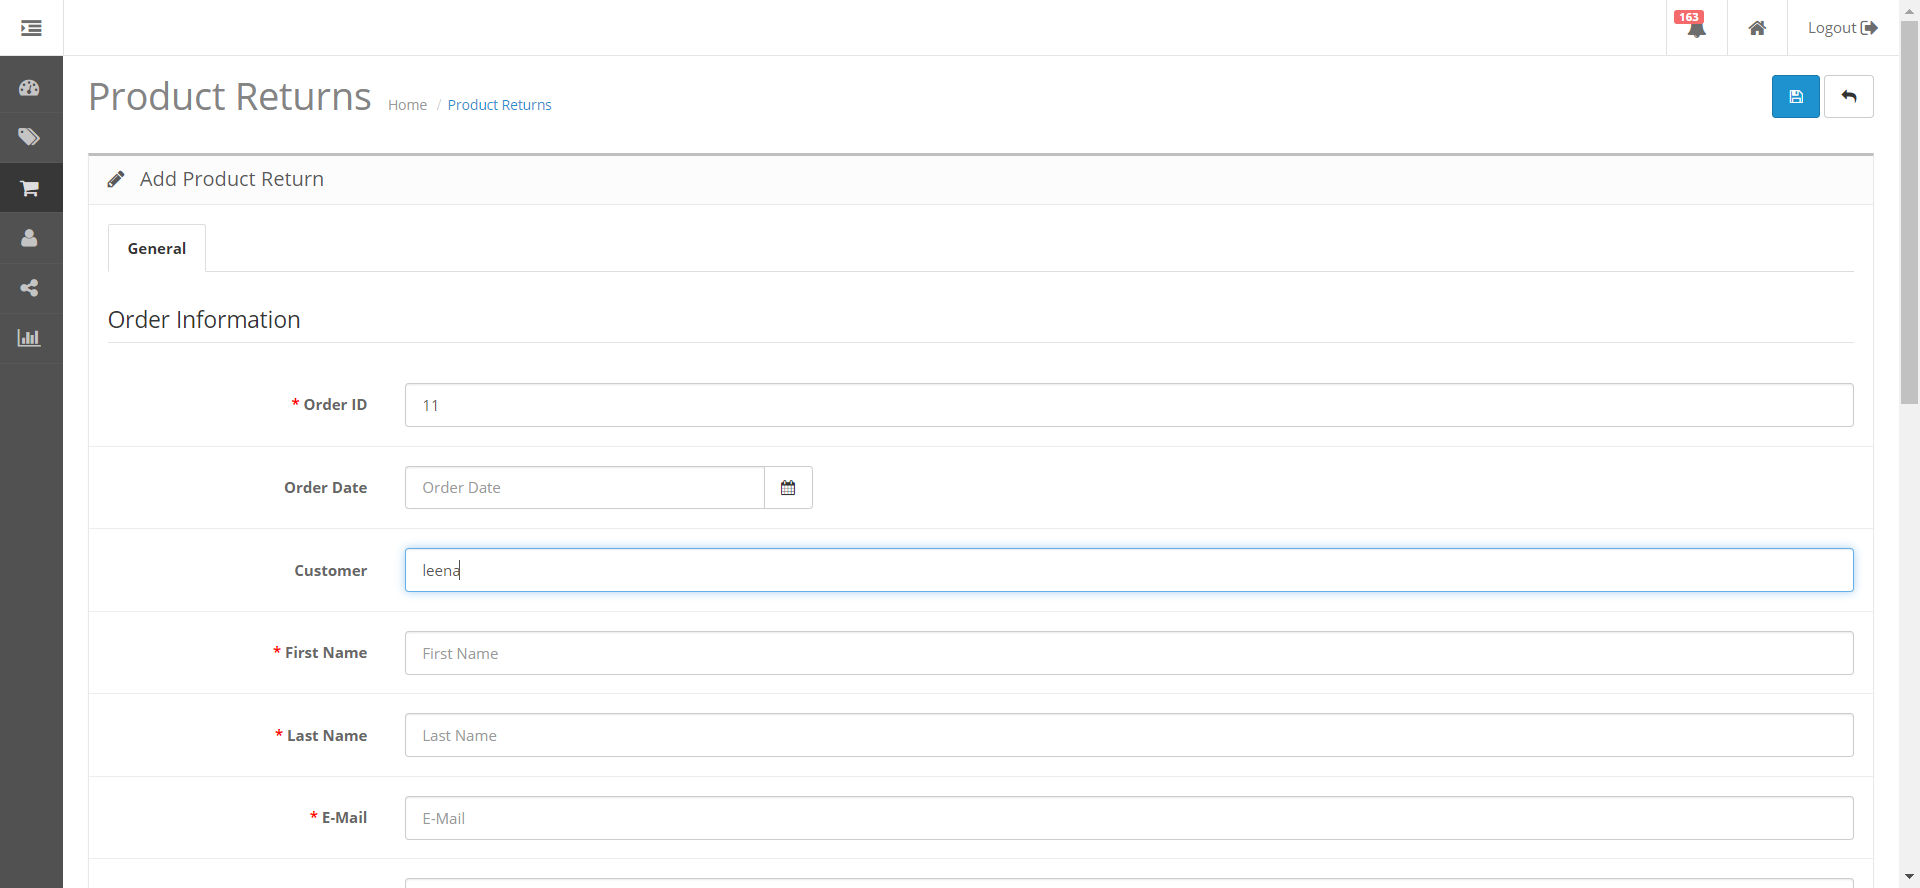 163
Logout
Product Returns
Home / Product Returns
Add Product Return
General
Order Information
* Order ID
11
Order Date
Order Date
Customer
leena
* First Name
First Name
* Last Name
Last Name
* E-Mail
E-Mail